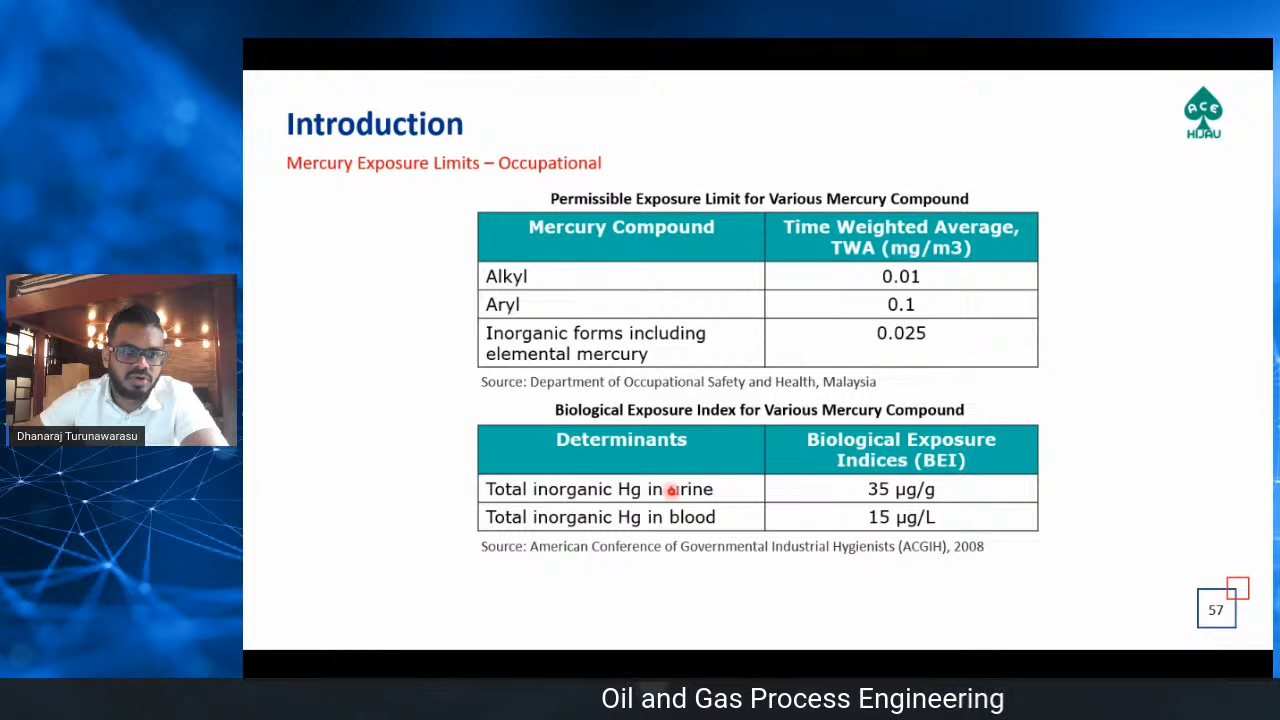 ACE
HIJAU
Introduction
Mercury Exposure Limits – Occupational
Permissible Exposure Limit for Various Mercury Compound
Mercury Compound
Time Weighted Average,
TWA (mg/m3)
Alkyl
0.01
Aryl
0.1
Inorganic forms including
elemental mercury
0.025
Source: Department of Occupational Safety and Health, Malaysia
Biological Exposure Index for Various Mercury Compound
Determinants
Biological Exposure
Indices (BEI)
Total inorganic Hg in urine
35 µg/g
Total inorganic Hg in blood
15 µg/L
Source: American Conference of Governmental Industrial Hygienists (ACGIH), 2008
57
Dhanaraj Turunawarasu
Oil and Gas Process Engineering